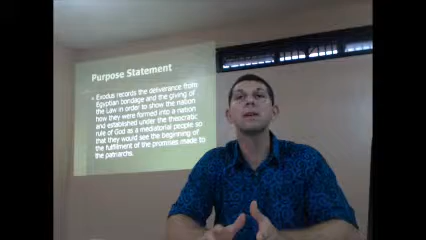 Purpose Statement
Exodus records the deliverance from
Egyptian bondage and the giving of
the Law in order to show the nation
how they were formed into a nation
and established under the theocratic
rule of God as a mediatorial people so
that they would see the beginning of
the fulfillment of the promises made to
the patriarchs.